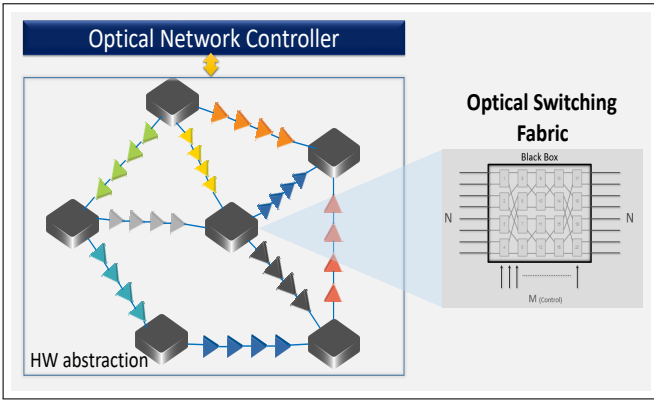 Optical Network Controller
Optical Switching
Fabric
Black Box
N
N
M (Control)
HW abstraction